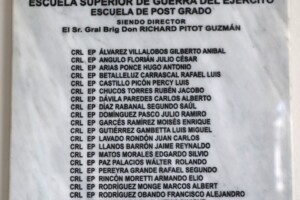 ESCUELA SUPERIOR DE GUERRA DEL EJERCITO
ESCUELA DE POST GRADO
SIENDO DIRECTOR
El Sr. Gral Brig Don RICHARD PITOT GUZMÁN
CRL EP ÁLVAREZ VILLALOBOS GILBERTO ANIBAL
CRL EP ANGULO FLORIÁN JULIO CÉSAR
CRL EP ARIAS PONCE HUGO ANTONIO
CRL EP BETALLELUZ CARRASCAL RAFAEL LUIS
CRL EP CASTILLO PICÓN PERCY LUIS
CRL EP CHUCOS TORRES RUBÉN JACOBO
CRL EP DÁVILA PAREDES CARLOS ALBERTO
CRL EP DÍAZ RABANAL SEGUNDO SAÚL
CRL EP DOMÍNGUEZ PASCO JULIO RAMIRO
CRL EP GARCÉS RAMÍREZ MOISÉS ENRIQUE
CRL EP GUTIÉRREZ GAMBETTA LUIS MIGUEL
CRL EP LAVADO RONDÓN JUAN CARLOS
CRL EP LLANOS BARRÓN JAIME REYNALDO
CRL EP MATOS MORALES EDGARDO SILVIO
CRL EP PAZ PALACIOS WÁLTER ROLANDO
CRL EP PEREYRA GRANDE RAFAEL SEGUNDO
CRL EP RINCÓN MORETTI ARMANDO ELIO
CRL EP RODRÍGUEZ MONGE MARCOS ALBERT
CRL EP RODRÍGUEZ OBANDO FRANCISCO ALEJANDRO